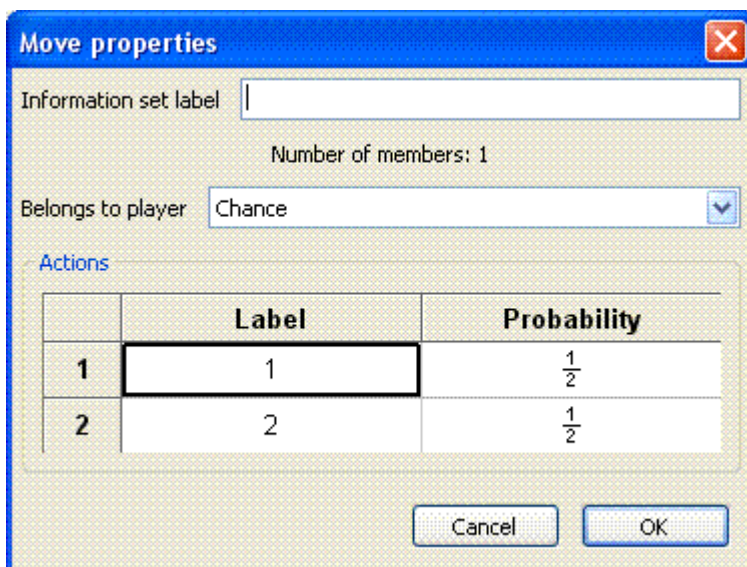 Move properties
Information set label
Number of members: 1
Belongs to player Chance
Actions
Label Probability
1 1 1/2
2 2 1/2
Cancel OK